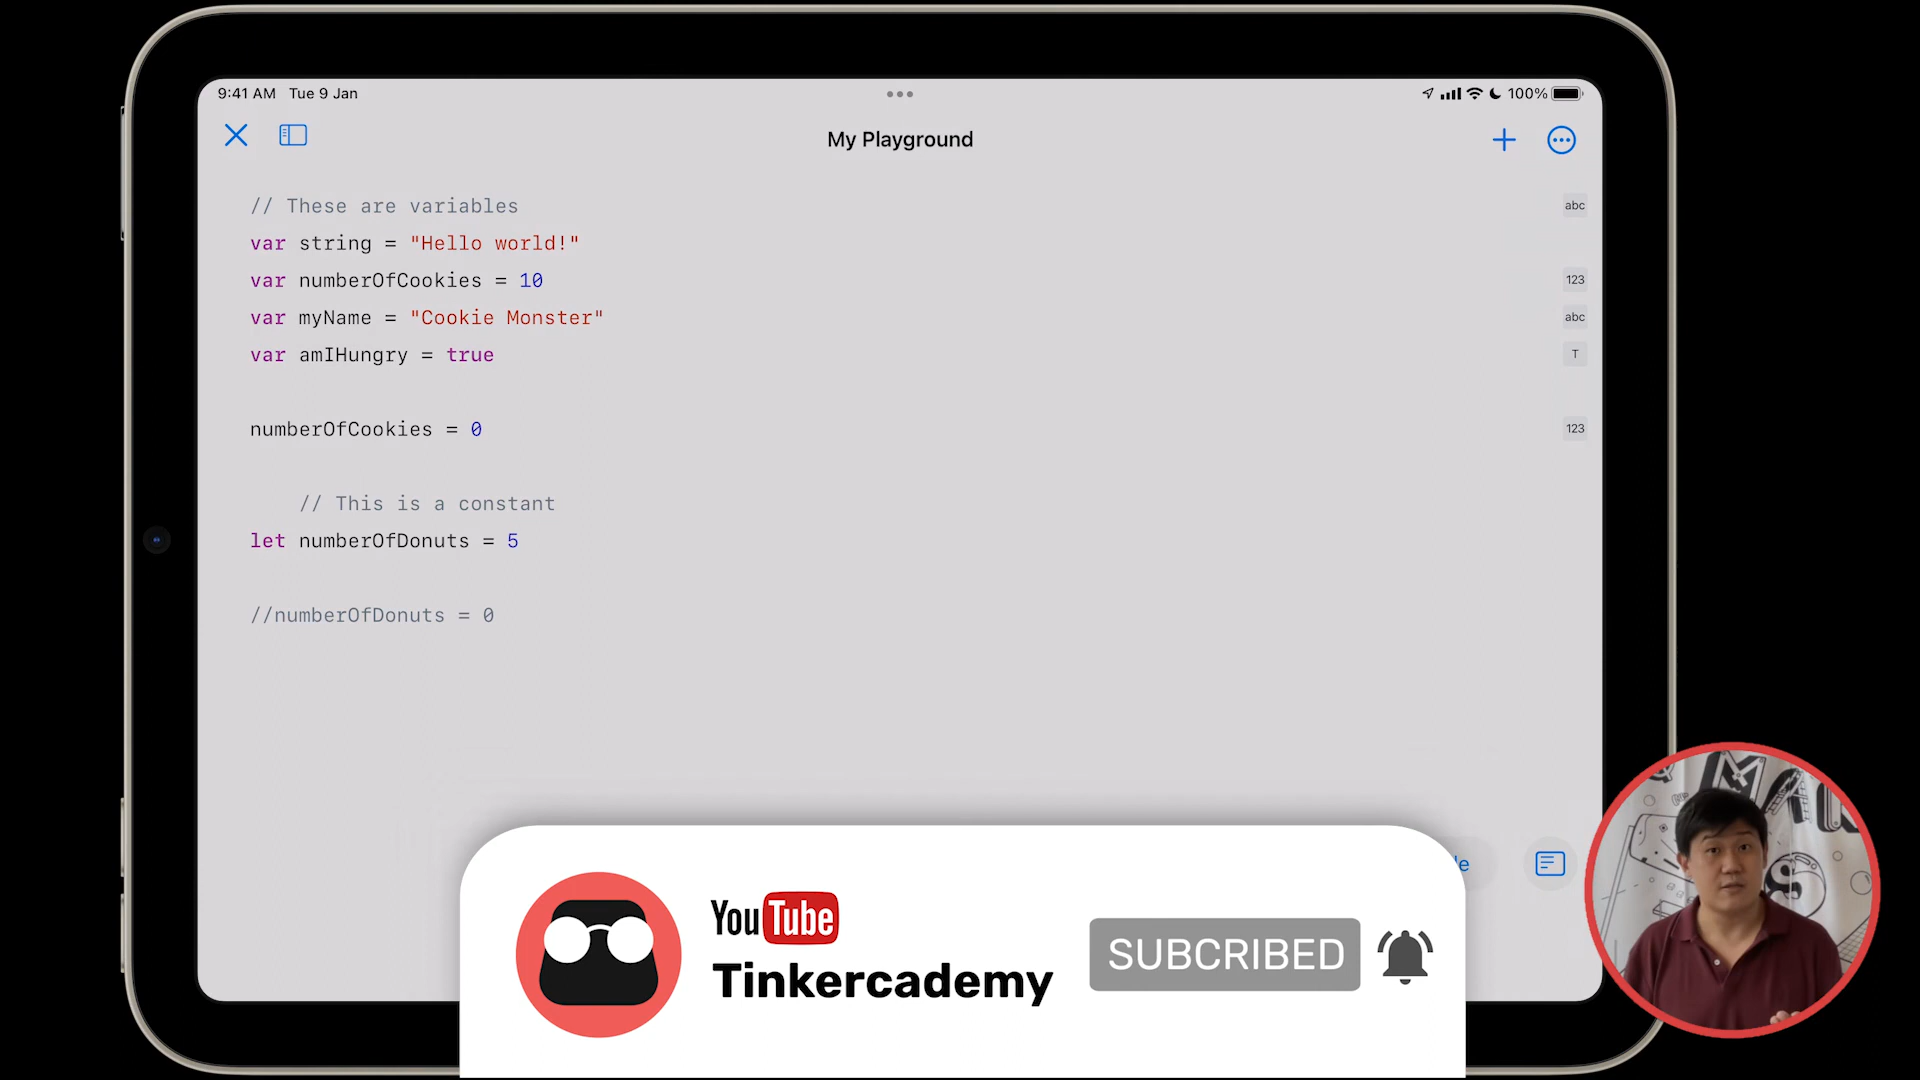 9:41 AM Tue 9 Jan
100%
My Playground
// These are variables
abc
var string = "Hello world!"
var numberOfCookies = 10
123
var myName = "Cookie Monster"
abc
var amIHungry = true
T
numberOfCookies = 0
123
// This is a constant
let numberOfDonuts = 5
//numberOfDonuts = 0
YouTube
Tinkercademy
SUBCRIBED